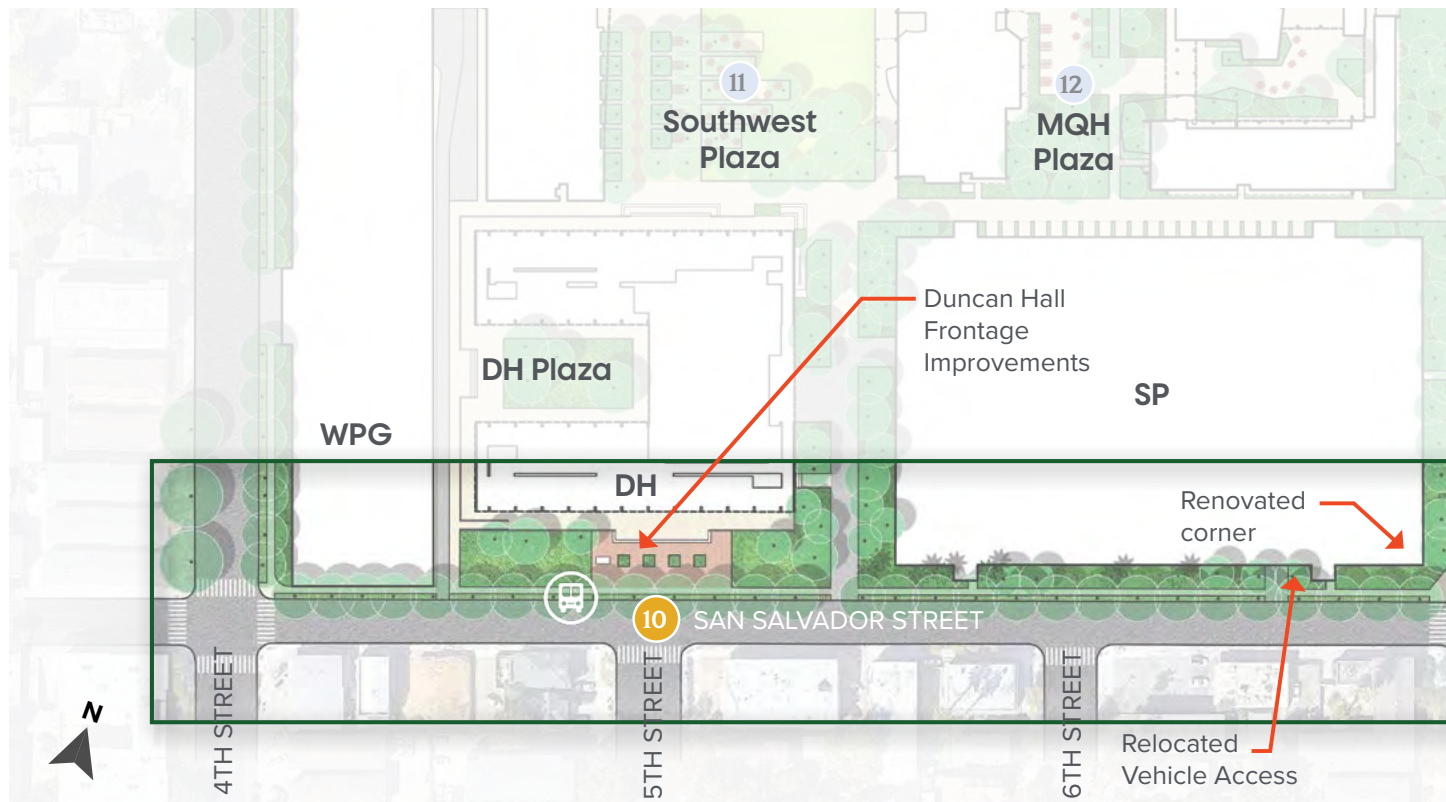 11
Southwest
Plaza
12
MQH
Plaza
Duncan Hall
Frontage
Improvements
DH Plaza
SP
WPG
DH
Renovated
corner
10
SAN SALVADOR STREET
4TH STREET
5TH STREET
6TH STREET
N
Relocated
Vehicle Access